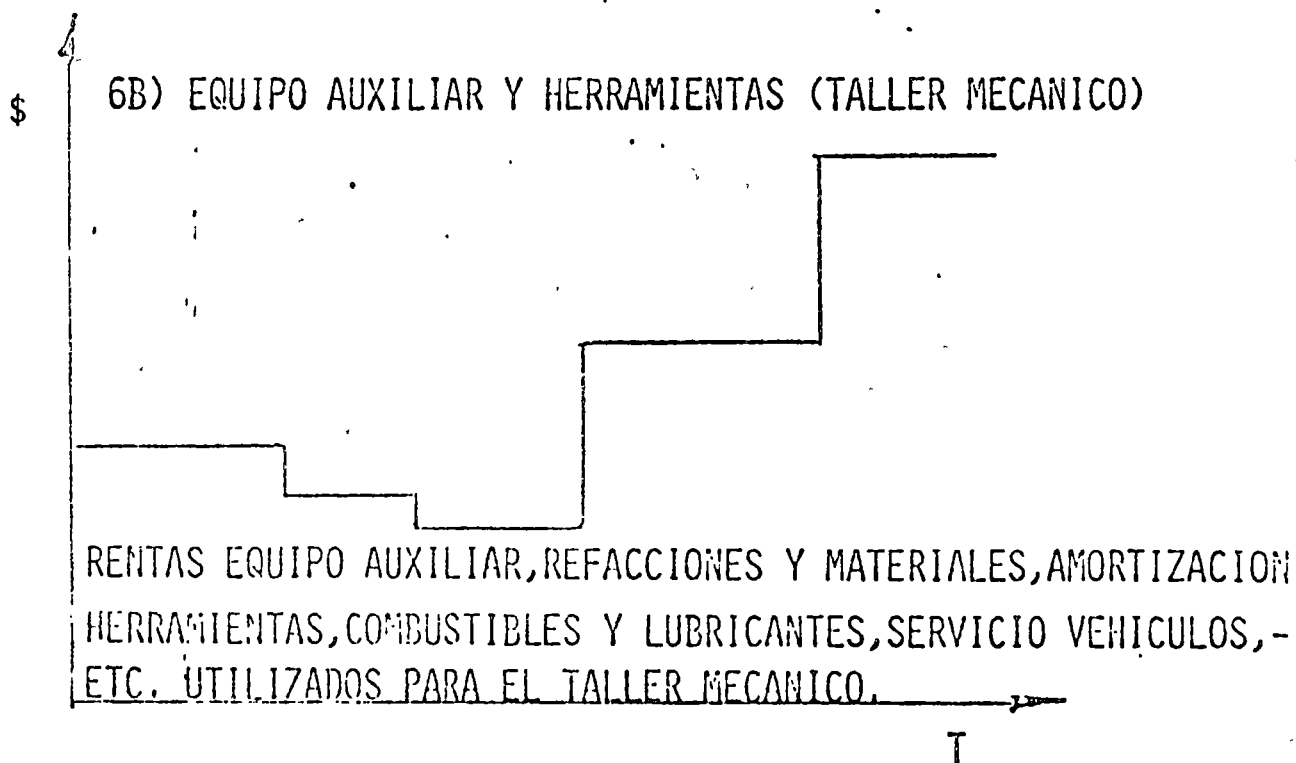 $
6B) EQUIPO AUXILIAR Y HERRAMIENTAS (TALLER MECANICO)
RENTAS EQUIPO AUXILIAR,REFACCIONES Y MATERIALES,AMORTIZACION
HERRAMIENTAS,COMBUSTIBLES Y LUBRICANTES,SERVICIO VEHICULOS,-
ETC. UTILIZADOS PARA EL TALLER MECANICO.
T